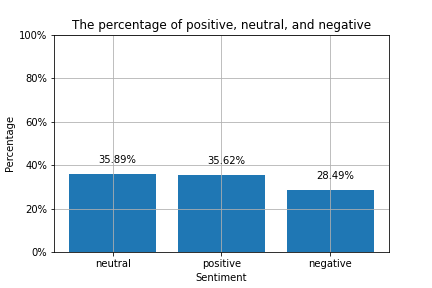 The percentage of positive, neutral, and negative
100%
80%
60%
40%
20%
0%
Percentage
35.89%
35.62%
28.49%
neutral
positive
negative
Sentiment